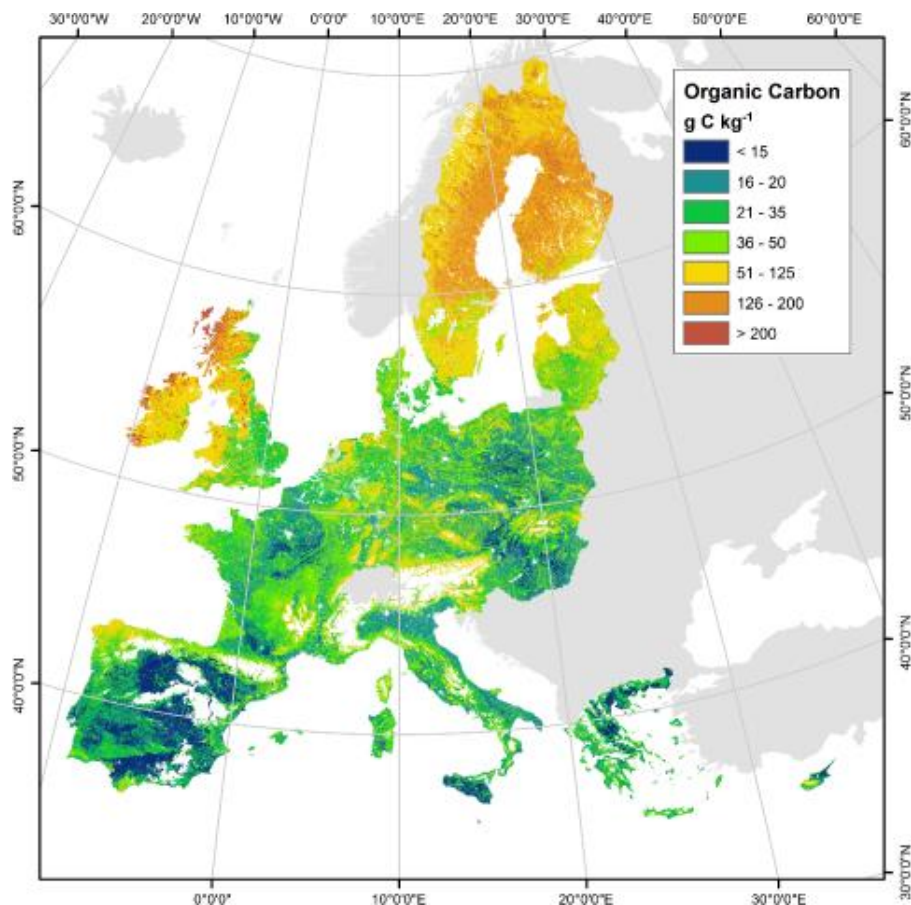 30°0'0"W 20°0'0"W 10°0'0"W 0°0'0" 10°0'0"E 20°0'0"E 30°0'0"E 40°0'0"E 60°0'0"E
Organic Carbon
g C kg-1
< 15
16 - 20
21 - 35
36 - 50
51 - 125
126 - 200
> 200
60°0'0"N
50°0'0"N
40°0'0"N
60°0'0"N
50°0'0"N
40°0'0"N
30°0'0"N
0°0'0" 10°0'0"E 20°0'0"E 30°0'0"E